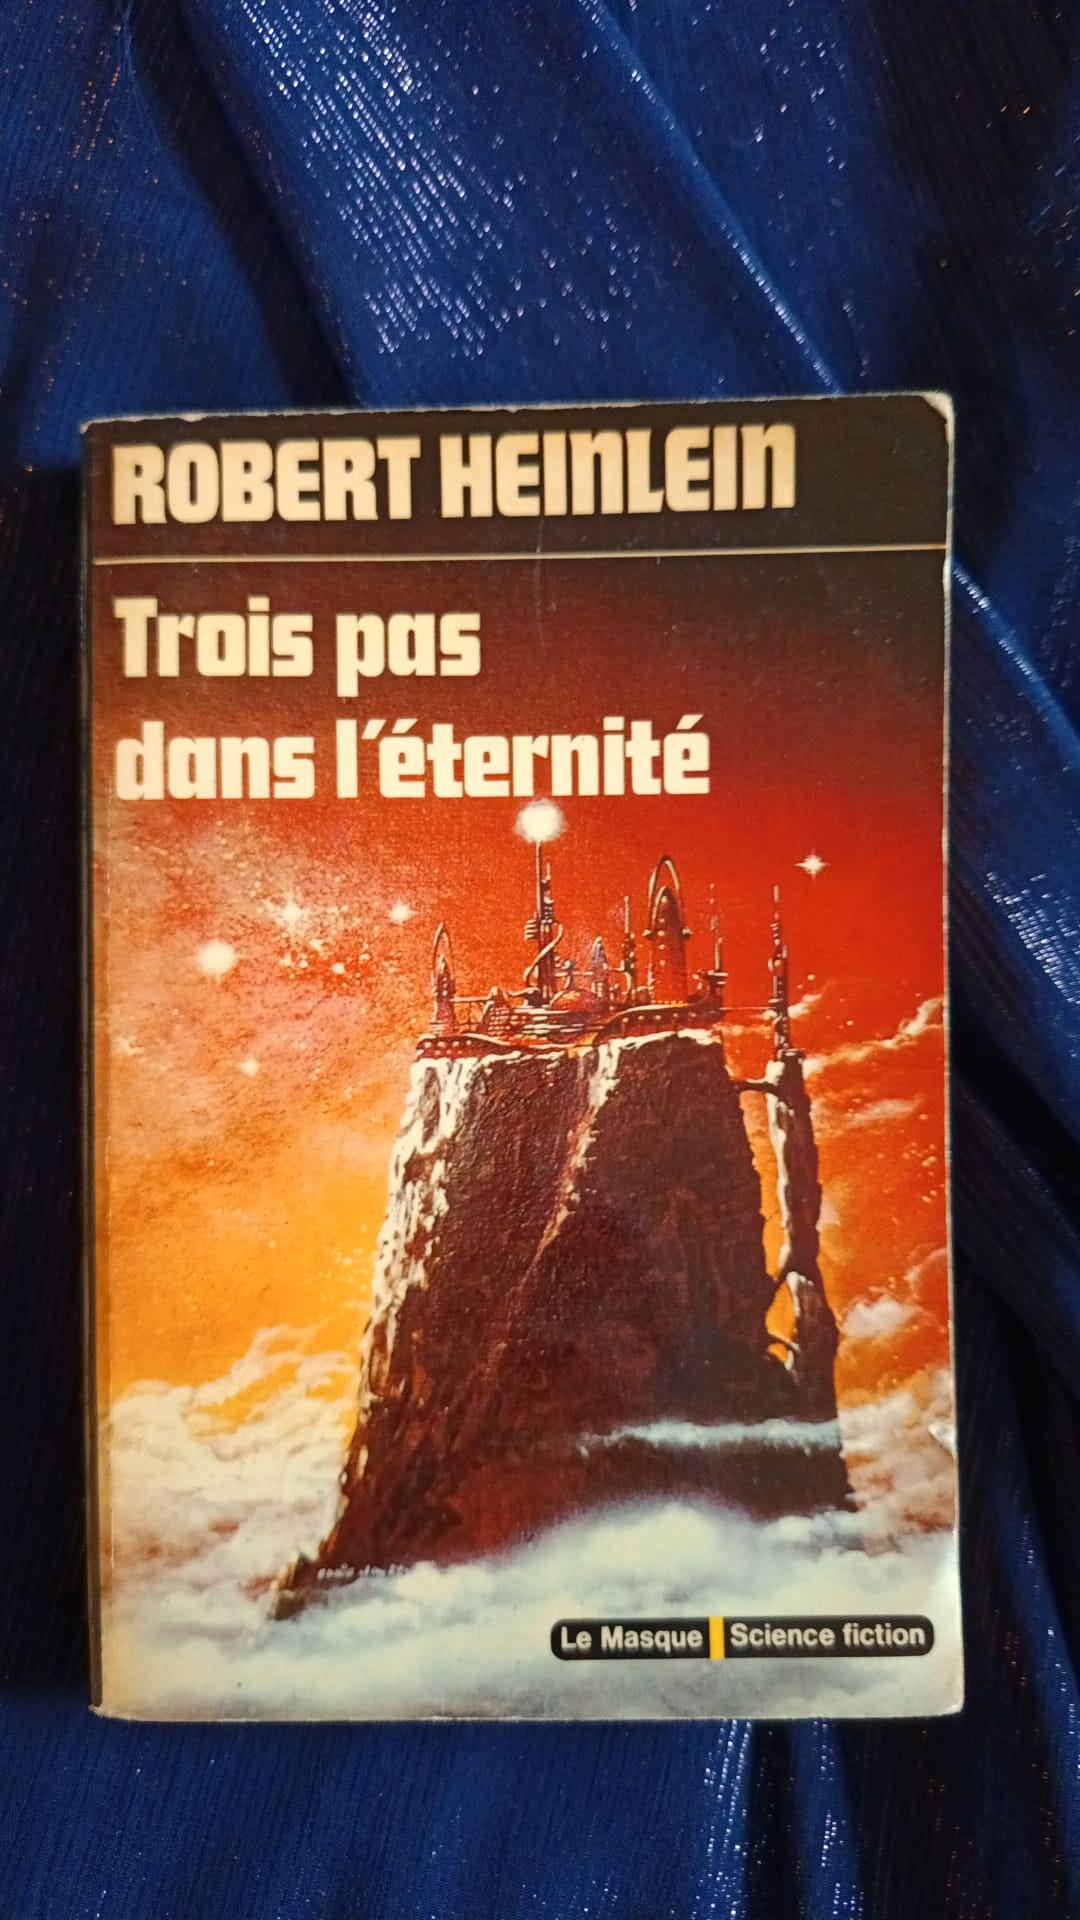 ROBERT HEINLEIN
Trois pas
dans l'éternité
Le Masque Science fiction